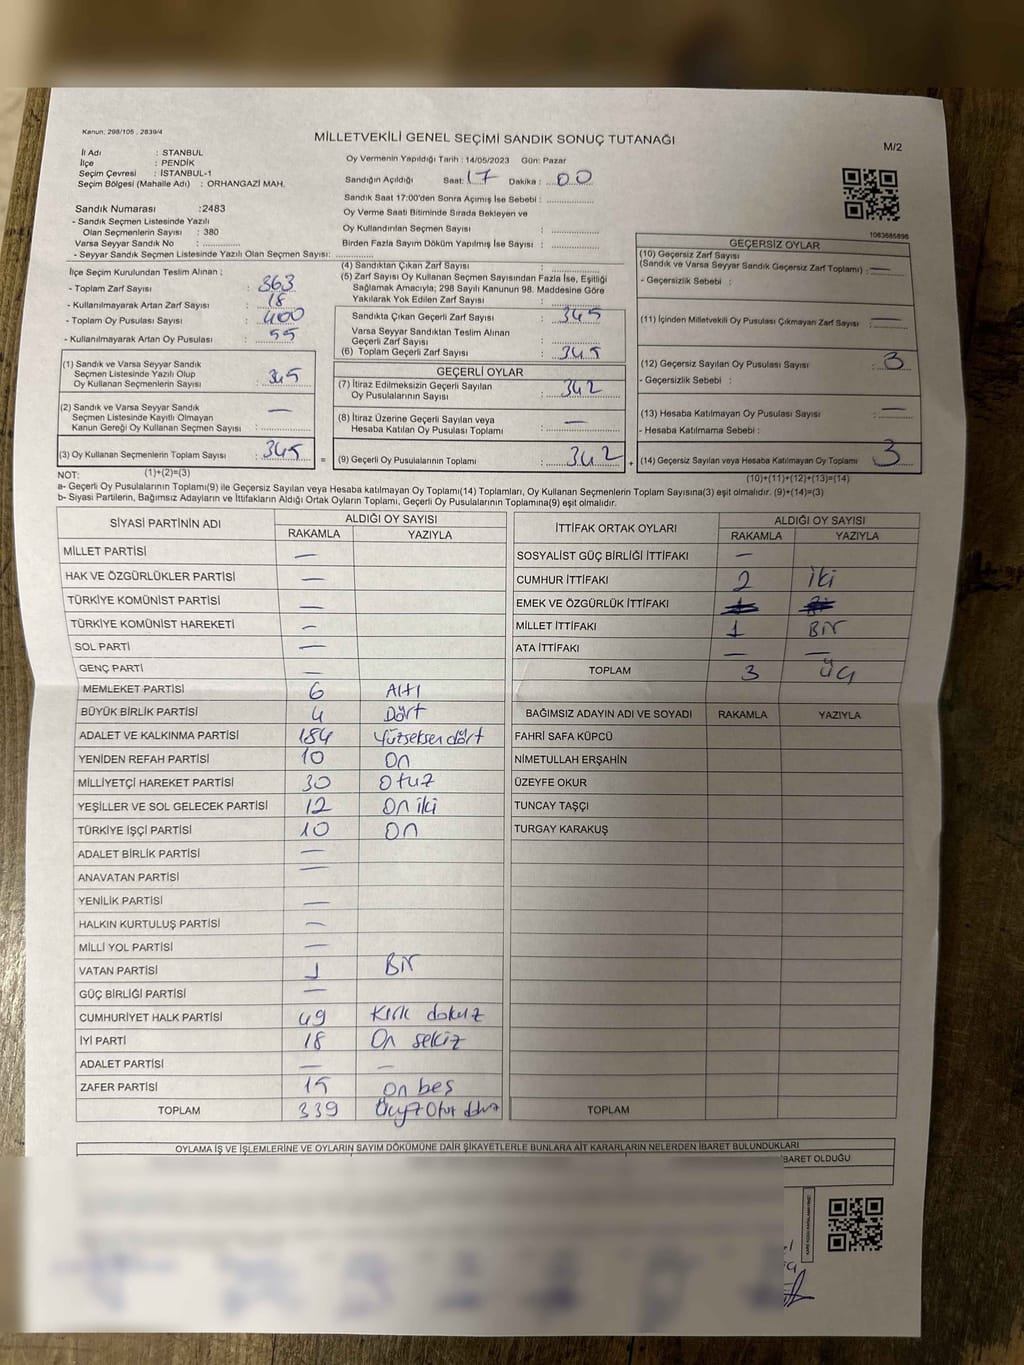 Kanun, 298/105 , 2839/4
MİLLETVEKİLİ GENEL SEÇİMİ SANDIK SONUÇ TUTANAĞI
M/2
İl Adı : İSTANBUL
İlçe : PENDİK
Seçim Çevresi : İSTANBUL-1
Seçim Bölgesi (Mahalle Adı) : ORHANGAZİ MAH.
Sandık Numarası :2483
- Sandık Seçmen Listesinde Yazılı
Olan Seçmenlerin Sayısı : 380
Varsa Seyyar Sandık No :
- Seyyar Sandık Seçmen Listesinde Yazılı Olan Seçmen Sayısı:
Oy Vermenin Yapıldığı Tarih : 14/05/2023 Gün: Pazar
Sandığın Açıldığı Saat: 17 Dakika : 00
Sandık Saat 17:00'den Sonra Açımış İse Sebebi :
Oy Verme Saati Bitiminde Sırada Bekleyen ve
Oy Kullandırılan Seçmen Sayısı :
Birden Fazla Sayım Döküm Yapılmış İse Sayısı :
1083685896
İlçe Seçim Kurulundan Teslim Alınan ;
- Toplam Zarf Sayısı : 363
- Kullanılmayarak Artan Zarf Sayısı : 18
- Toplam Oy Pusulası Sayısı : 400
- Kullanılmayarak Artan Oy Pusulası : 55
(1) Sandık ve Varsa Seyyar Sandık
Seçmen Listesinde Yazılı Olup
Oy Kullanan Seçmenlerin Sayısı : 345
(2) Sandık ve Varsa Seyyar Sandık
Seçmen Listesinde Kayıtlı Olmayan
Kanun Gereği Oy Kullanan Seçmen Sayısı : —
(3) Oy Kullanan Seçmenlerin Toplam Sayısı : 345
(1)+(2)=(3)
(4) Sandıktan Çıkan Zarf Sayısı :
(5) Zarf Sayısı Oy Kullanan Seçmen Sayısından Fazla İse, Eşitliği
Sağlamak Amacıyla; 298 Sayılı Kanunun 98. Maddesine Göre
Yakılarak Yok Edilen Zarf Sayısı :
Sandıkta Çıkan Geçerli Zarf Sayısı : 345
Varsa Seyyar Sandıktan Teslim Alınan
Geçerli Zarf Sayısı :
(6) Toplam Geçerli Zarf Sayısı : 345
GEÇERLİ OYLAR
(7) İtiraz Edilmeksizin Geçerli Sayılan
Oy Pusulalarının Sayısı : 342
(8) İtiraz Üzerine Geçerli Sayılan veya
Hesaba Katılan Oy Pusulası Toplamı : —
= (9) Geçerli Oy Pusulalarının Toplamı : 342 +
GEÇERSİZ OYLAR
(10) Geçersiz Zarf Sayısı
(Sandık ve Varsa Seyyar Sandık Geçersiz Zarf Toplamı) : —
- Geçersizlik Sebebi :
(11) İçinden Milletvekili Oy Pusulası Çıkmayan Zarf Sayısı : —
(12) Geçersiz Sayılan Oy Pusulası Sayısı : 3
- Geçersizlik Sebebi :
(13) Hesaba Katılmayan Oy Pusulası Sayısı : —
- Hesaba Katılmama Sebebi :
(14) Geçersiz Sayılan veya Hesaba Katılmayan Oy Toplamı : 3
(10)+(11)+(12)+(13)=(14)
NOT:
a- Geçerli Oy Pusulalarının Toplamı(9) ile Geçersiz Sayılan veya Hesaba katılmayan Oy Toplamı(14) Toplamları, Oy Kullanan Seçmenlerin Toplam Sayısına(3) eşit olmalıdır. (9)+(14)=(3)
b- Siyasi Partilerin, Bağımsız Adayların ve İttifakların Aldığı Ortak Oyların Toplamı, Geçerli Oy Pusulalarının Toplamına(9) eşit olmalıdır.
SİYASİ PARTİNİN ADI ALDIĞI OY SAYISI
RAKAMLA YAZIYLA
MİLLET PARTİSİ —
HAK VE ÖZGÜRLÜKLER PARTİSİ —
TÜRKİYE KOMÜNİST PARTİSİ —
TÜRKİYE KOMÜNİST HAREKETİ —
SOL PARTİ —
GENÇ PARTİ —
MEMLEKET PARTİSİ 6 Altı
BÜYÜK BİRLİK PARTİSİ 4 Dört
ADALET VE KALKINMA PARTİSİ 184 Yüzseksendört
YENİDEN REFAH PARTİSİ 10 On
MİLLİYETÇİ HAREKET PARTİSİ 30 Otuz
YEŞİLLER VE SOL GELECEK PARTİSİ 12 On iki
TÜRKİYE İŞÇİ PARTİSİ 10 On
ADALET BİRLİK PARTİSİ —
ANAVATAN PARTİSİ —
YENİLİK PARTİSİ —
HALKIN KURTULUŞ PARTİSİ —
MİLLİ YOL PARTİSİ —
VATAN PARTİSİ 1 Bir
GÜÇ BİRLİĞİ PARTİSİ —
CUMHURİYET HALK PARTİSİ 49 Kırk dokuz
İYİ PARTİ 18 On sekiz
ADALET PARTİSİ — —
ZAFER PARTİSİ 15 On beş
TOPLAM 339 Üçyüz Otuz dokuz
İTTİFAK ORTAK OYLARI ALDIĞI OY SAYISI
RAKAMLA YAZIYLA
SOSYALİST GÜÇ BİRLİĞİ İTTİFAKI —
CUMHUR İTTİFAKI 2 iki
EMEK VE ÖZGÜRLÜK İTTİFAKI
MİLLET İTTİFAKI 1 Bir
ATA İTTİFAKI — —
TOPLAM 3 üç
BAĞIMSIZ ADAYIN ADI VE SOYADI RAKAMLA YAZIYLA
FAHRİ SAFA KÜPCÜ
NİMETULLAH ERŞAHİN
ÜZEYFE OKUR
TUNCAY TAŞÇI
TURGAY KARAKUŞ
TOPLAM
OYLAMA İŞ VE İŞLEMLERİNE VE OYLARIN SAYIM DÖKÜMÜNE DAİR ŞİKAYETLERLE BUNLARA AİT KARARLARIN NELERDEN İBARET BULUNDUKLARI
İBARET OLDUĞU